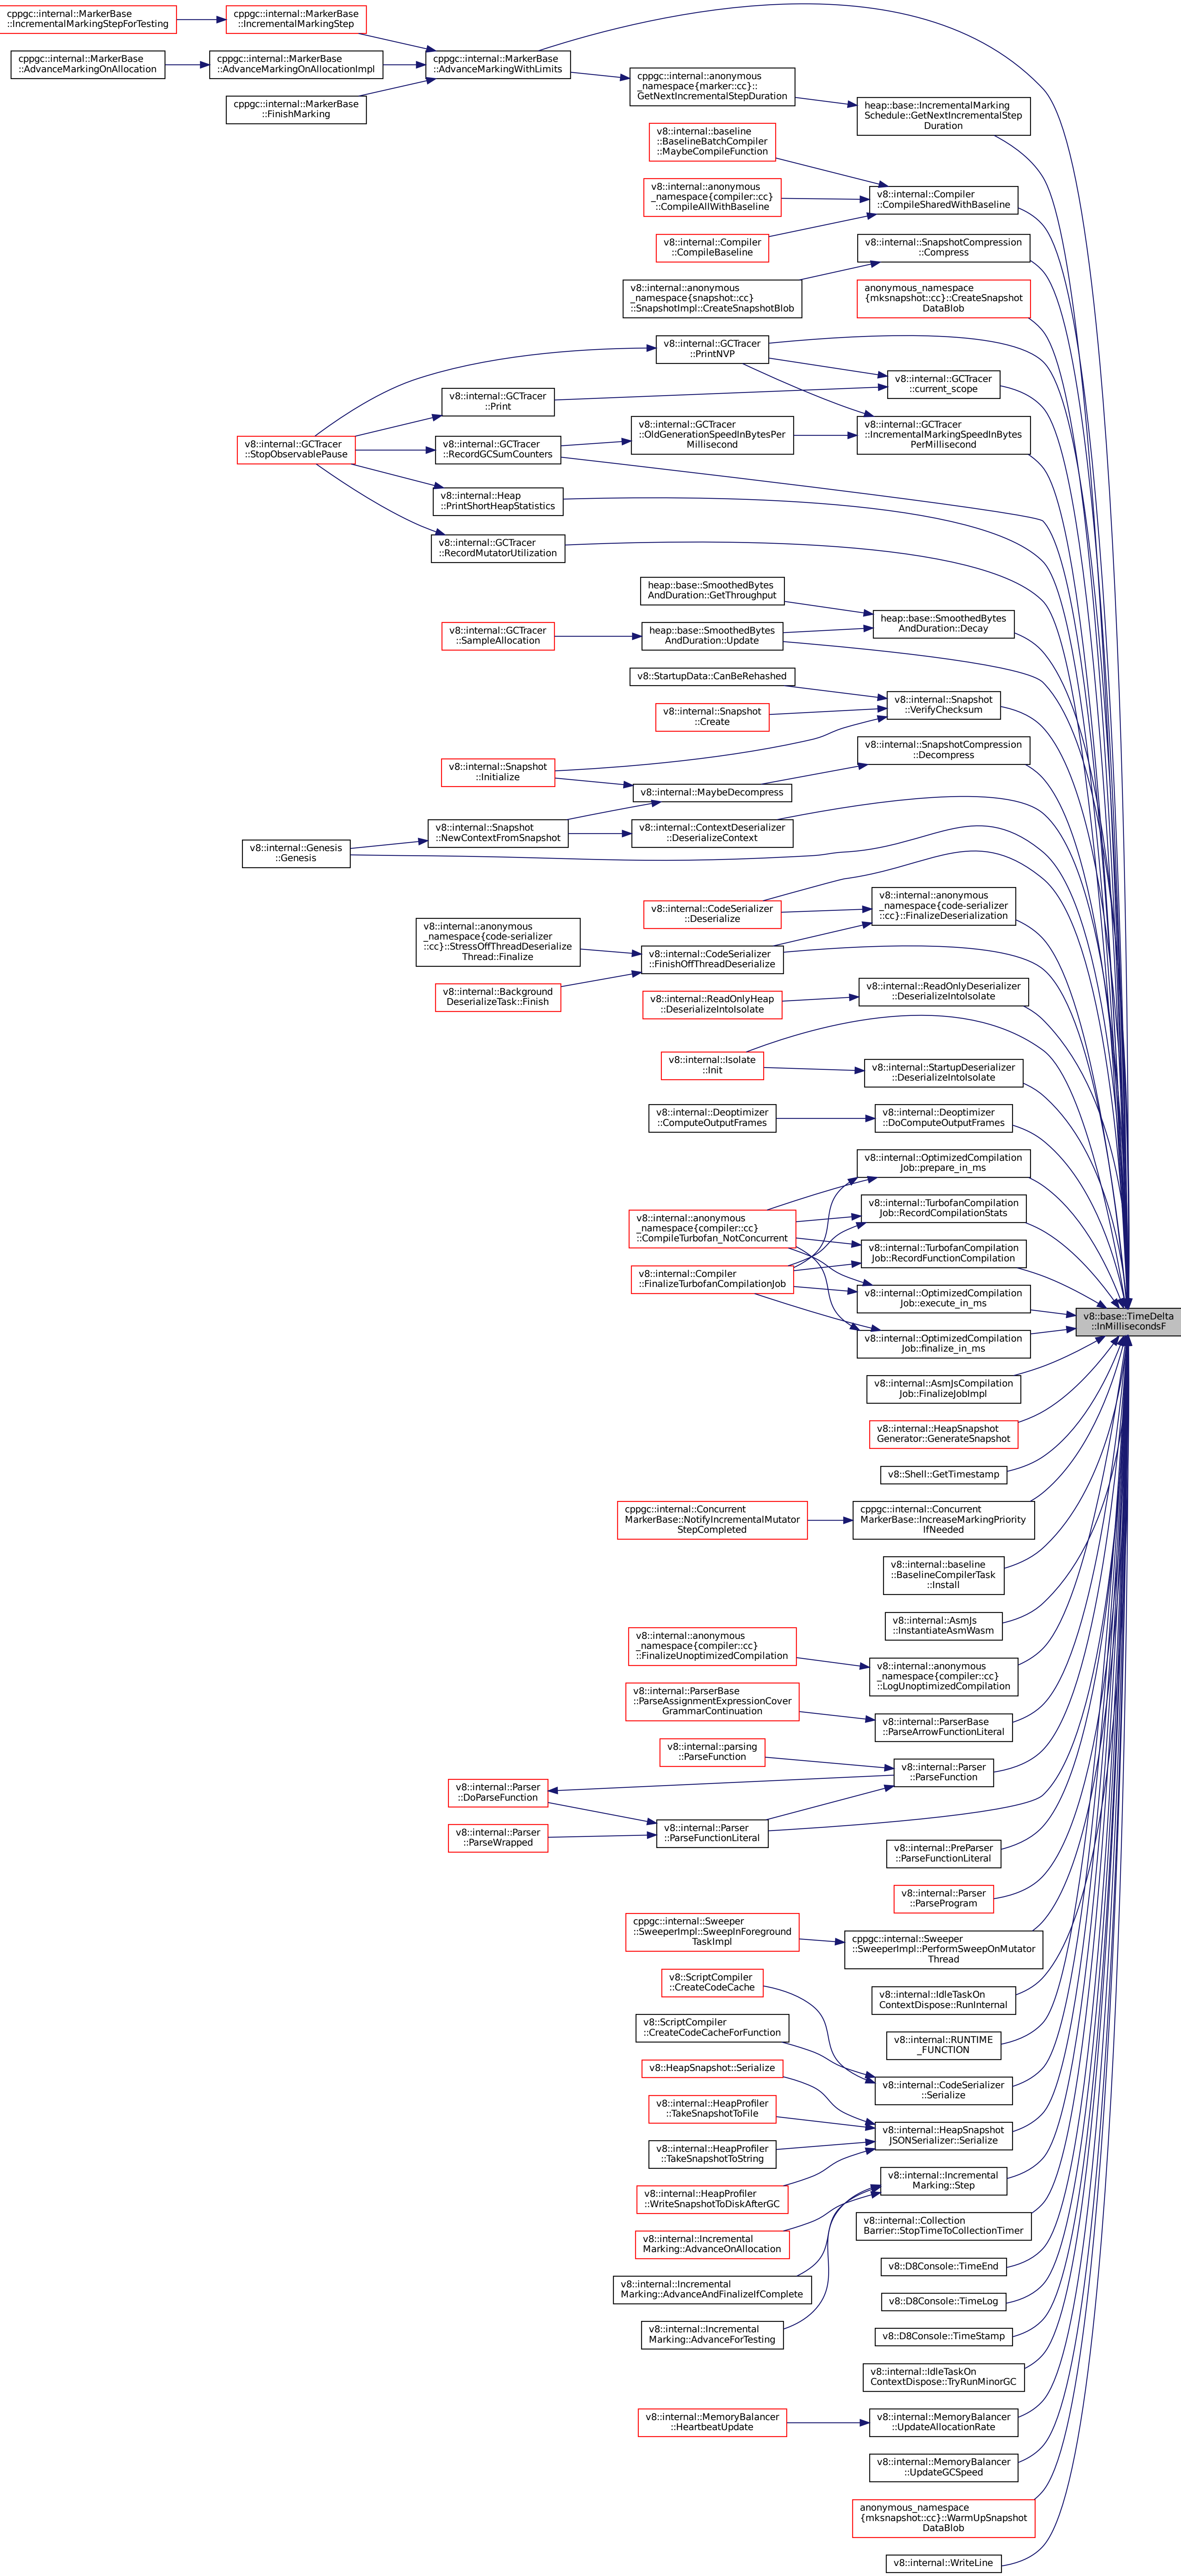 cppgc::internal::MarkerBase
::IncrementalMarkingStepForTesting
cppgc::internal::MarkerBase
::IncrementalMarkingStep
cppgc::internal::MarkerBase
::AdvanceMarkingOnAllocation
cppgc::internal::MarkerBase
::AdvanceMarkingOnAllocationImpl
cppgc::internal::MarkerBase
::AdvanceMarkingWithLimits
cppgc::internal::MarkerBase
::FinishMarking
cppgc::internal::anonymous
_namespace{marker::cc}::
GetNextIncrementalStepDuration
heap::base::IncrementalMarking
Schedule::GetNextIncrementalStep
Duration
v8::internal::baseline
::BaselineBatchCompiler
::MaybeCompileFunction
v8::internal::anonymous
_namespace{compiler::cc}
::CompileAllWithBaseline
v8::internal::Compiler
::CompileSharedWithBaseline
v8::internal::Compiler
::CompileBaseline
v8::internal::SnapshotCompression
::Compress
v8::internal::anonymous
_namespace{snapshot::cc}
::SnapshotImpl::CreateSnapshotBlob
anonymous_namespace
{mksnapshot::cc}::CreateSnapshot
DataBlob
v8::internal::GCTracer
::PrintNVP
v8::internal::GCTracer
::current_scope
v8::internal::GCTracer
::Print
v8::internal::GCTracer
::StopObservablePause
v8::internal::GCTracer
::RecordGCSumCounters
v8::internal::GCTracer
::OldGenerationSpeedInBytesPer
Millisecond
v8::internal::GCTracer
::IncrementalMarkingSpeedInBytes
PerMillisecond
v8::internal::Heap
::PrintShortHeapStatistics
v8::internal::GCTracer
::RecordMutatorUtilization
heap::base::SmoothedBytes
AndDuration::GetThroughput
heap::base::SmoothedBytes
AndDuration::Decay
v8::internal::GCTracer
::SampleAllocation
heap::base::SmoothedBytes
AndDuration::Update
v8::StartupData::CanBeRehashed
v8::internal::Snapshot
::VerifyChecksum
v8::internal::Snapshot
::Create
v8::internal::SnapshotCompression
::Decompress
v8::internal::Snapshot
::Initialize
v8::internal::MaybeDecompress
v8::internal::Snapshot
::NewContextFromSnapshot
v8::internal::ContextDeserializer
::DeserializeContext
v8::internal::Genesis
::Genesis
v8::internal::CodeSerializer
::Deserialize
v8::internal::anonymous
_namespace{code-serializer
::cc}::FinalizeDeserialization
v8::internal::anonymous
_namespace{code-serializer
::cc}::StressOffThreadDeserialize
Thread::Finalize
v8::internal::CodeSerializer
::FinishOffThreadDeserialize
v8::internal::Background
DeserializeTask::Finish
v8::internal::ReadOnlyHeap
::DeserializeIntoIsolate
v8::internal::ReadOnlyDeserializer
::DeserializeIntoIsolate
v8::internal::Isolate
::Init
v8::internal::StartupDeserializer
::DeserializeIntoIsolate
v8::internal::Deoptimizer
::ComputeOutputFrames
v8::internal::Deoptimizer
::DoComputeOutputFrames
v8::internal::OptimizedCompilation
Job::prepare_in_ms
v8::internal::TurbofanCompilation
Job::RecordCompilationStats
v8::internal::anonymous
_namespace{compiler::cc}
::CompileTurbofan_NotConcurrent
v8::internal::TurbofanCompilation
Job::RecordFunctionCompilation
v8::internal::Compiler
::FinalizeTurbofanCompilationJob
v8::internal::OptimizedCompilation
Job::execute_in_ms
v8::base::TimeDelta
::InMillisecondsF
v8::internal::OptimizedCompilation
Job::finalize_in_ms
v8::internal::AsmJsCompilation
Job::FinalizeJobImpl
v8::internal::HeapSnapshot
Generator::GenerateSnapshot
v8::Shell::GetTimestamp
cppgc::internal::Concurrent
MarkerBase::NotifyIncrementalMutator
StepCompleted
cppgc::internal::Concurrent
MarkerBase::IncreaseMarkingPriority
IfNeeded
v8::internal::baseline
::BaselineCompilerTask
::Install
v8::internal::AsmJs
::InstantiateAsmWasm
v8::internal::anonymous
_namespace{compiler::cc}
::FinalizeUnoptimizedCompilation
v8::internal::anonymous
_namespace{compiler::cc}
::LogUnoptimizedCompilation
v8::internal::ParserBase
::ParseAssignmentExpressionCover
GrammarContinuation
v8::internal::ParserBase
::ParseArrowFunctionLiteral
v8::internal::parsing
::ParseFunction
v8::internal::Parser
::ParseFunction
v8::internal::Parser
::DoParseFunction
v8::internal::Parser
::ParseWrapped
v8::internal::Parser
::ParseFunctionLiteral
v8::internal::PreParser
::ParseFunctionLiteral
v8::internal::Parser
::ParseProgram
cppgc::internal::Sweeper
::SweeperImpl::SweepInForeground
TaskImpl
cppgc::internal::Sweeper
::SweeperImpl::PerformSweepOnMutator
Thread
v8::ScriptCompiler
::CreateCodeCache
v8::internal::IdleTaskOn
ContextDispose::RunInternal
v8::ScriptCompiler
::CreateCodeCacheForFunction
v8::internal::RUNTIME
_FUNCTION
v8::HeapSnapshot::Serialize
v8::internal::CodeSerializer
::Serialize
v8::internal::HeapProfiler
::TakeSnapshotToFile
v8::internal::HeapSnapshot
JSONSerializer::Serialize
v8::internal::HeapProfiler
::TakeSnapshotToString
v8::internal::HeapProfiler
::WriteSnapshotToDiskAfterGC
v8::internal::Incremental
Marking::Step
v8::internal::Incremental
Marking::AdvanceOnAllocation
v8::internal::Collection
Barrier::StopTimeToCollectionTimer
v8::internal::Incremental
Marking::AdvanceAndFinalizeIfComplete
v8::D8Console::TimeEnd
v8::D8Console::TimeLog
v8::internal::Incremental
Marking::AdvanceForTesting
v8::D8Console::TimeStamp
v8::internal::IdleTaskOn
ContextDispose::TryRunMinorGC
v8::internal::MemoryBalancer
::HeartbeatUpdate
v8::internal::MemoryBalancer
::UpdateAllocationRate
v8::internal::MemoryBalancer
::UpdateGCSpeed
anonymous_namespace
{mksnapshot::cc}::WarmUpSnapshot
DataBlob
v8::internal::WriteLine